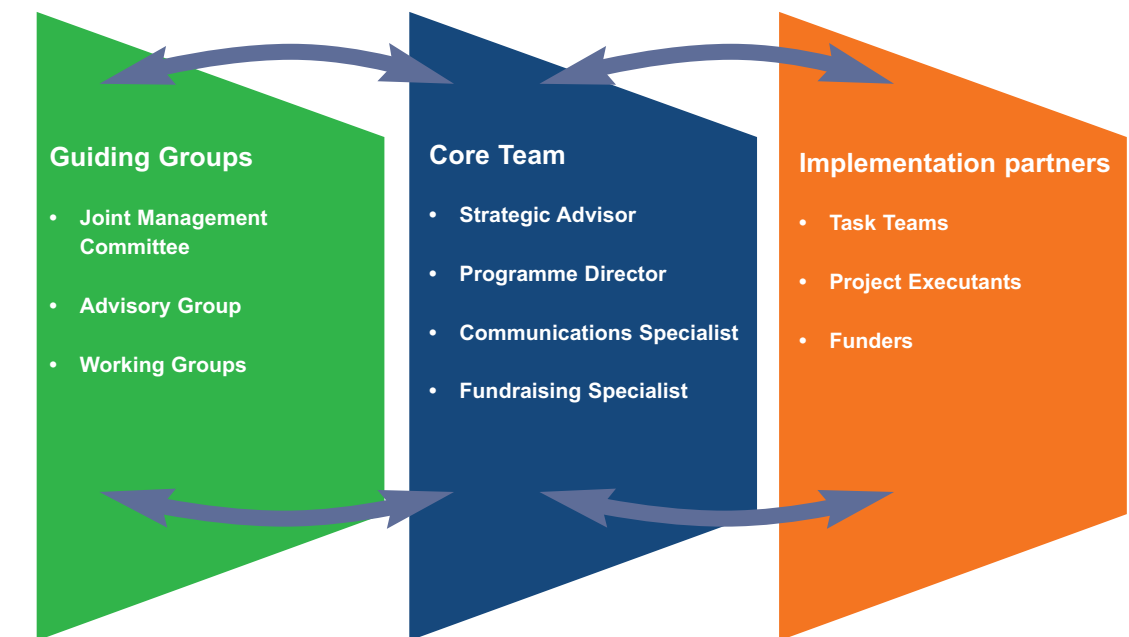 Guiding Groups
• Joint Management
Committee
• Advisory Group
• Working Groups
Core Team
• Strategic Advisor
• Programme Director
• Communications Specialist
• Fundraising Specialist
Implementation partners
• Task Teams
• Project Executants
• Funders